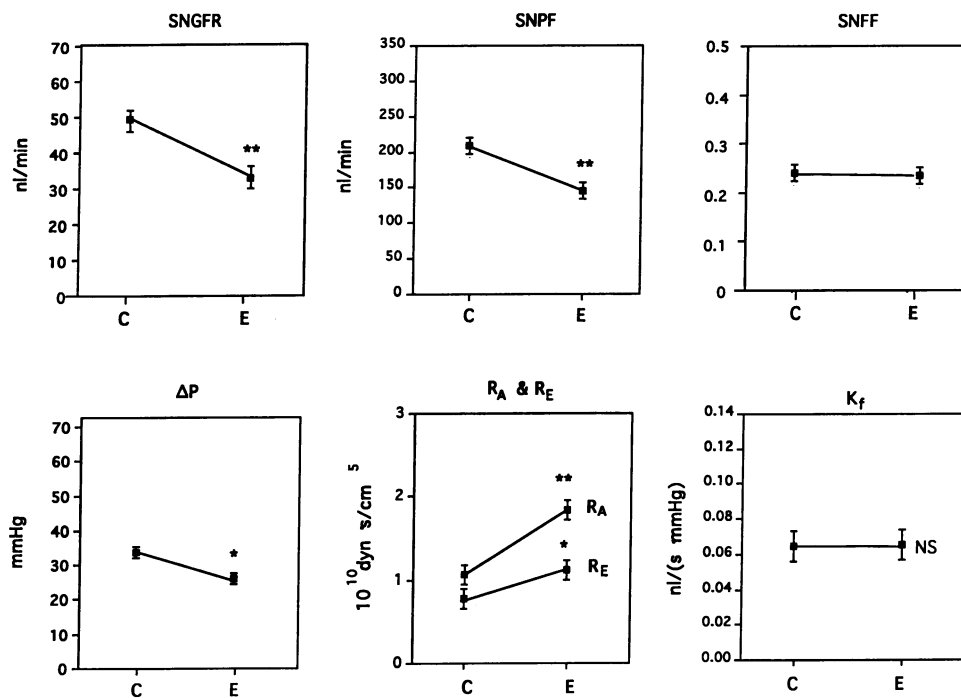 SNGFR
nl/min
70
60
50
40
30
20
10
0
**
C E
SNPF
nl/min
350
300
250
200
150
100
50
0
**
C E
SNFF
0.5
0.4
0.3
0.2
0.1
0
C E
ΔP
mmHg
70
60
50
40
30
20
10
0
*
C E
R_A & R_E
10^10 dyn s/cm^5
3
2
1
0
**
R_A
*
R_E
C E
K_f
nl/(s mmHg)
0.14
0.12
0.10
0.08
0.06
0.04
0.02
0.00
NS
C E